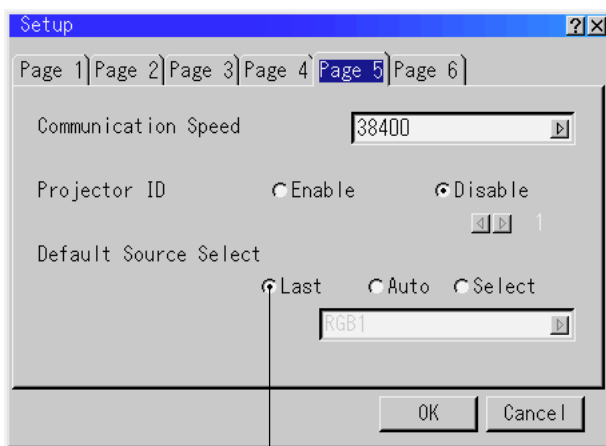 Setup
Page 1 Page 2 Page 3 Page 4 Page 5 Page 6
Communication Speed 38400
Projector ID Enable Disable
1
Default Source Select
Last Auto Select
RGB1
OK Cancel